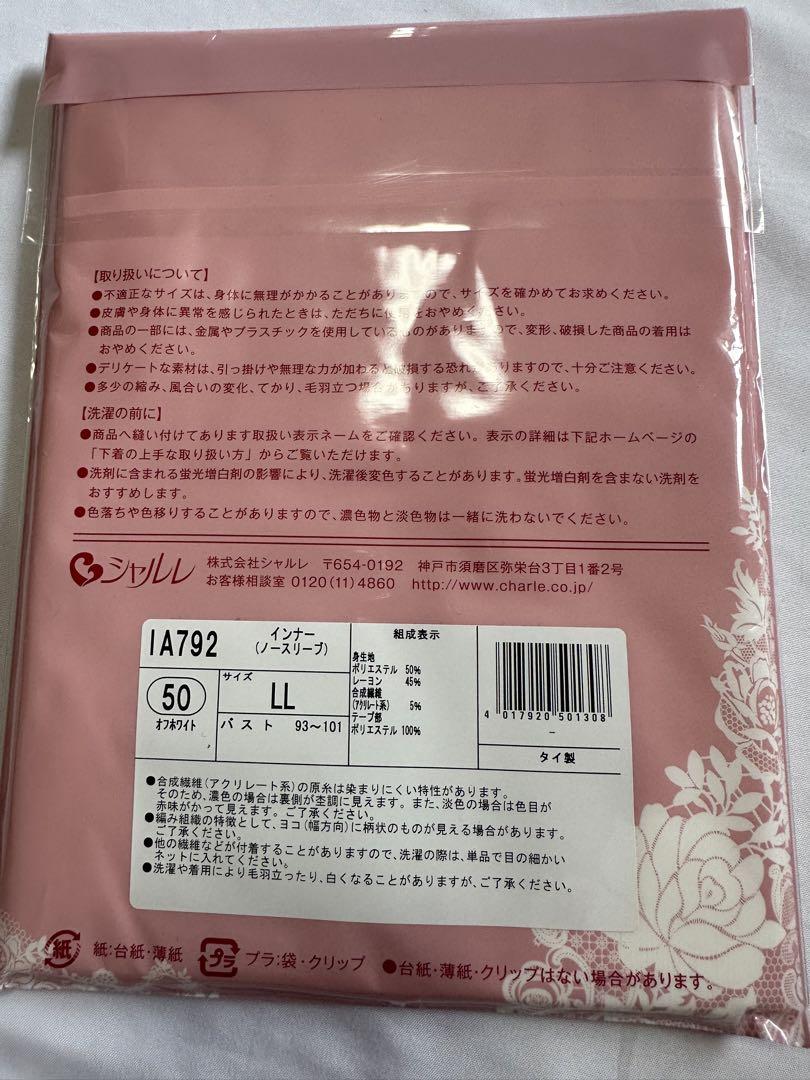 【取り扱いについて】
●不適正なサイズは、身体に無理がかかることがありますので、サイズを確かめてお求めください。
●皮膚や身体に異常を感じられたときは、ただちに使用をおやめください。
●商品の一部には、金属やプラスチックを使用しているものがありますので、変形、破損した商品の着用は
おやめください。
●デリケートな素材は、引っ掛けや無理な力が加わると破損する恐れがありますので、十分ご注意ください。
●多少の縮み、風合いの変化、てかり、毛羽立つ場合がありますが、ご了承ください。
【洗濯の前に】
●商品へ縫い付けてあります取扱い表示ネームをご確認ください。表示の詳細は下記ホームページの
「下着の上手な取り扱い方」からご覧いただけます。
●洗剤に含まれる蛍光増白剤の影響により、洗濯後変色することがあります。蛍光増白剤を含まない洗剤を
おすすめします。
●色落ちや色移りすることがありますので、濃色物と淡色物は一緒に洗わないでください。
シャルレ 株式会社シャルレ 〒654-0192 神戸市須磨区弥栄台3丁目1番2号
お客様相談室 0120(11)4860 http://www.charle.co.jp/
IA792 インナー
(ノースリーブ)
50
オフホワイト
サイズ
LL
バスト 93〜101
組成表示
身生地
ポリエステル 50%
レーヨン 45%
合成繊維
(アクリレート系) 5%
テープ部
ポリエステル 100%
4 017920 501308
-
タイ製
●合成繊維(アクリレート系)の原糸は染まりにくい特性があります。
そのため、濃色の場合は裏側が杢調に見えます。また、淡色の場合は色目が
赤味がかって見えます。ご了承ください。
●編み組織の特徴として、ヨコ(幅方向)に柄状のものが見える場合があります。
ご了承ください。
●他の繊維などが付着することがありますので、洗濯の際は、単品で目の細かい
ネットに入れてください。
●洗濯や着用により毛羽立ったり、白くなることがありますが、ご了承ください。
紙 紙:台紙・薄紙 プラ プラ:袋・クリップ ●台紙・薄紙・クリップはない場合があります。